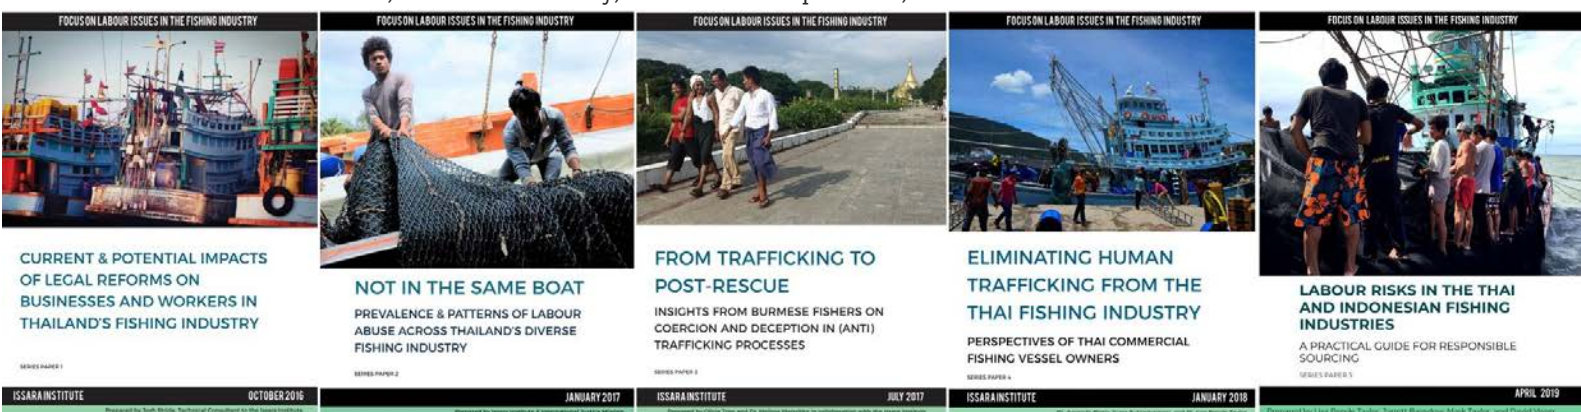 FOCUS ON LABOUR ISSUES IN THE FISHING INDUSTRY
CURRENT & POTENTIAL IMPACTS
OF LEGAL REFORMS ON
BUSINESSES AND WORKERS IN
THAILAND'S FISHING INDUSTRY
SERIES PAPER 1
ISSARA INSTITUTE
OCTOBER 2016
FOCUS ON LABOUR ISSUES IN THE FISHING INDUSTRY
NOT IN THE SAME BOAT
PREVALENCE & PATTERNS OF LABOUR
ABUSE ACROSS THAILAND'S DIVERSE
FISHING INDUSTRY
SERIES PAPER 2
JANUARY 2017
FOCUS ON LABOUR ISSUES IN THE FISHING INDUSTRY
FROM TRAFFICKING TO
POST-RESCUE
INSIGHTS FROM BURMESE FISHERS ON
COERCION AND DECEPTION IN (ANTI)
TRAFFICKING PROCESSES
SERIES PAPER 3
ISSARA INSTITUTE
JULY 2017
FOCUS ON LABOUR ISSUES IN THE FISHING INDUSTRY
ELIMINATING HUMAN
TRAFFICKING FROM THE
THAI FISHING INDUSTRY
PERSPECTIVES OF THAI COMMERCIAL
FISHING VESSEL OWNERS
SERIES PAPER 4
ISSARA INSTITUTE
JANUARY 2018
FOCUS ON LABOUR ISSUES IN THE FISHING INDUSTRY
LABOUR RISKS IN THE THAI
AND INDONESIAN FISHING
INDUSTRIES
A PRACTICAL GUIDE FOR RESPONSIBLE
SOURCING
SERIES PAPER 5
APRIL 2019